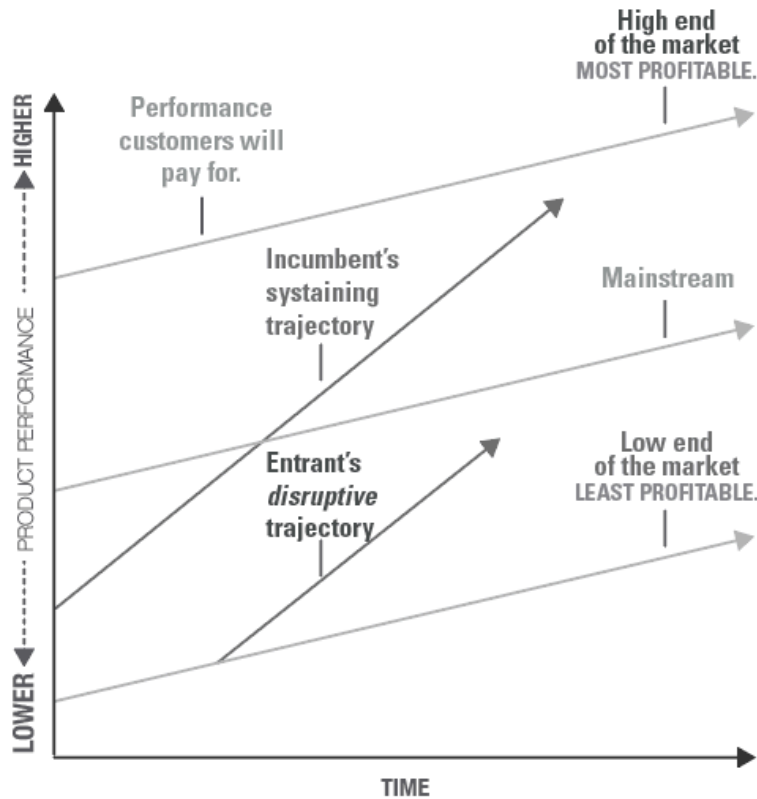 High end
of the market
MOST PROFITABLE.
Performance
customers will
pay for.
Incumbent's
systaining
trajectory
Mainstream
Entrant's
disruptive
trajectory
Low end
of the market
LEAST PROFITABLE.
HIGHER
PRODUCT PERFORMANCE
LOWER
TIME